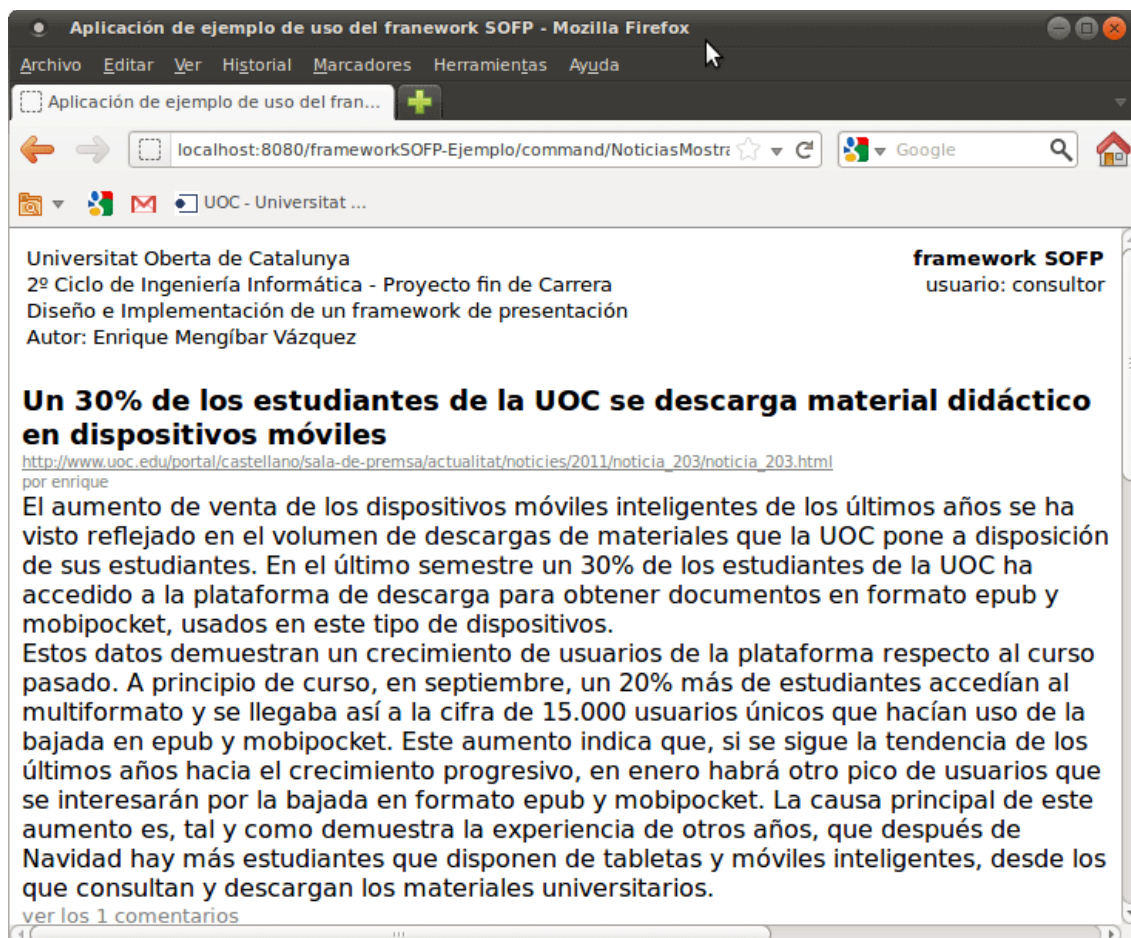 Aplicación de ejemplo de uso del franework SOFP - Mozilla Firefox
Archivo Editar Ver Historial Marcadores Herramientas Ayuda
Aplicación de ejemplo de uso del fran...
localhost:8080/frameworkSOFP-Ejemplo/command/NoticiasMostra Google
UOC - Universitat ...
Universitat Oberta de Catalunya
framework SOFP
2º Ciclo de Ingeniería Informática - Proyecto fin de Carrera
usuario: consultor
Diseño e Implementación de un framework de presentación
Autor: Enrique Mengíbar Vázquez
Un 30% de los estudiantes de la UOC se descarga material didáctico
en dispositivos móviles
http://www.uoc.edu/portal/castellano/sala-de-premsa/actualitat/noticies/2011/noticia_203/noticia_203.html
por enrique
El aumento de venta de los dispositivos móviles inteligentes de los últimos años se ha
visto reflejado en el volumen de descargas de materiales que la UOC pone a disposición
de sus estudiantes. En el último semestre un 30% de los estudiantes de la UOC ha
accedido a la plataforma de descarga para obtener documentos en formato epub y
mobipocket, usados en este tipo de dispositivos.
Estos datos demuestran un crecimiento de usuarios de la plataforma respecto al curso
pasado. A principio de curso, en septiembre, un 20% más de estudiantes accedían al
multiformato y se llegaba así a la cifra de 15.000 usuarios únicos que hacían uso de la
bajada en epub y mobipocket. Este aumento indica que, si se sigue la tendencia de los
últimos años hacia el crecimiento progresivo, en enero habrá otro pico de usuarios que
se interesarán por la bajada en formato epub y mobipocket. La causa principal de este
aumento es, tal y como demuestra la experiencia de otros años, que después de
Navidad hay más estudiantes que disponen de tabletas y móviles inteligentes, desde los
que consultan y descargan los materiales universitarios.
ver los 1 comentarios